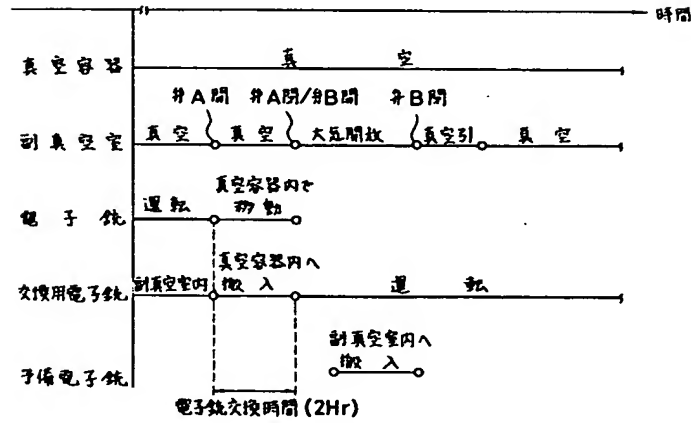 時間
真空容器
真空
弁A開
弁A閉/弁B開
弁B閉
副真空室
真空
真空
大気開放
真空引
真空
電子銃
運転
真空容器内で
移動
交換用電子銃
副真空室内
真空容器内へ
搬入
運転
予備電子銃
副真空室内へ
搬入
電子銃交換時間(2Hr)